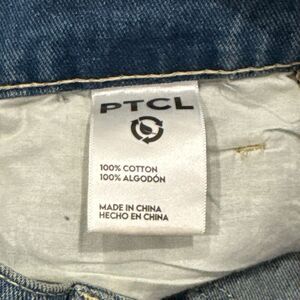 PTCL
100% COTTON
100% ALGODÓN
MADE IN CHINA
HECHO EN CHINA